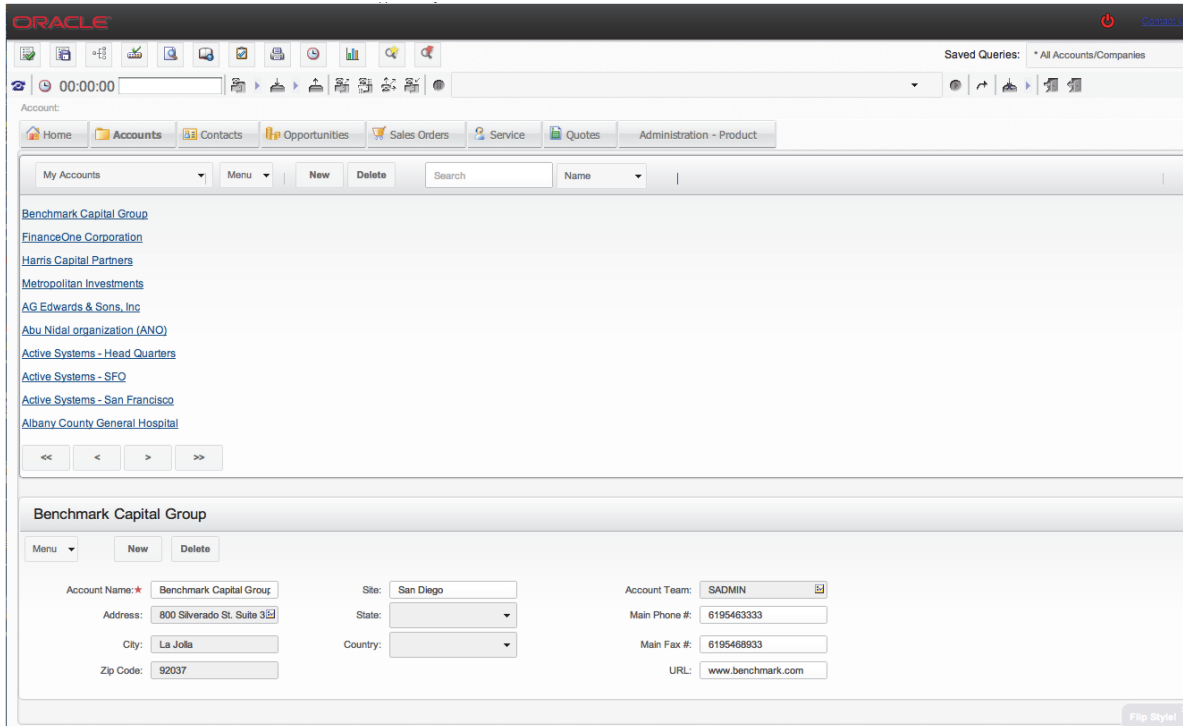 ORACLE
Saved Queries: * All Accounts/Companies
00:00:00
Account:
Home Accounts Contacts Opportunities Sales Orders Service Quotes Administration - Product
My Accounts Menu New Delete Search Name
Benchmark Capital Group
FinanceOne Corporation
Harris Capital Partners
Metropolitan Investments
AG Edwards & Sons, Inc
Abu Nidal organization (ANO)
Active Systems - Head Quarters
Active Systems - SFO
Active Systems - San Francisco
Albany County General Hospital
<< < > >>
Benchmark Capital Group
Menu New Delete
Account Name:★ Benchmark Capital Group Site: San Diego Account Team: SADMIN
Address: 800 Silverado St. Suite 3 State: Main Phone #: 6195463333
City: La Jolla Country: Main Fax #: 6195468933
Zip Code: 92037 URL: www.benchmark.com
Flip Style!